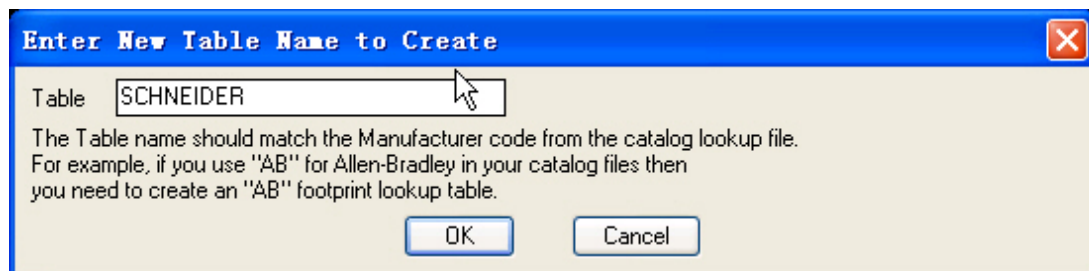 Enter New Table Name to Create
Table SCHNEIDER
The Table name should match the Manufacturer code from the catalog lookup file.
For example, if you use "AB" for Allen-Bradley in your catalog files then
you need to create an "AB" footprint lookup table.
OK Cancel